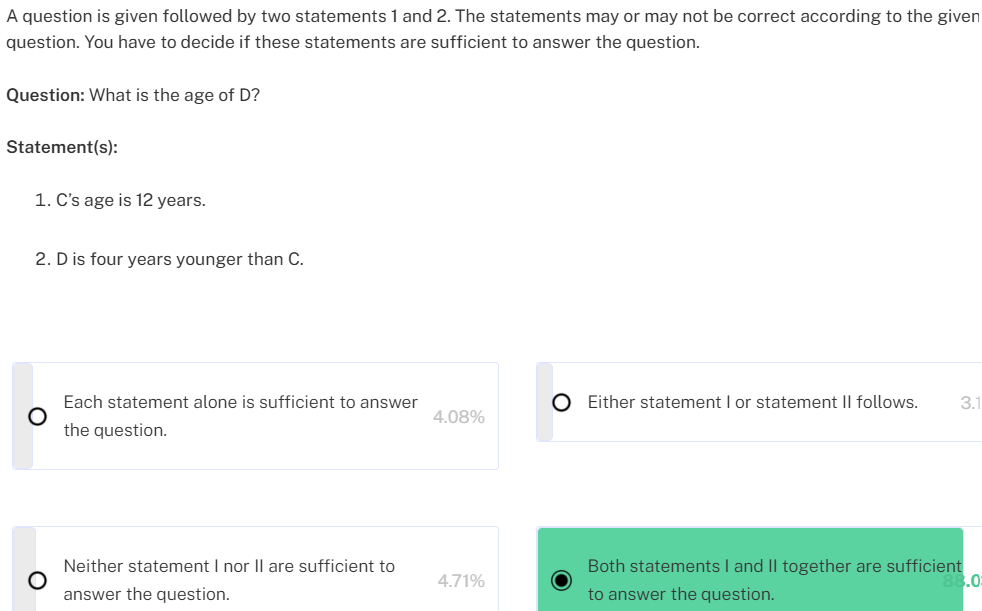 A question is given followed by two statements 1 and 2. The statements may or may not be correct according to the given
question. You have to decide if these statements are sufficient to answer the question.
Question: What is the age of D?
Statement(s):
1. C’s age is 12 years.
2. D is four years younger than C.
Each statement alone is sufficient to answer
the question.
4.08%
Either statement I or statement II follows.
3.1
Neither statement I nor II are sufficient to
answer the question.
4.71%
Both statements I and II together are sufficient
to answer the question.
88.0